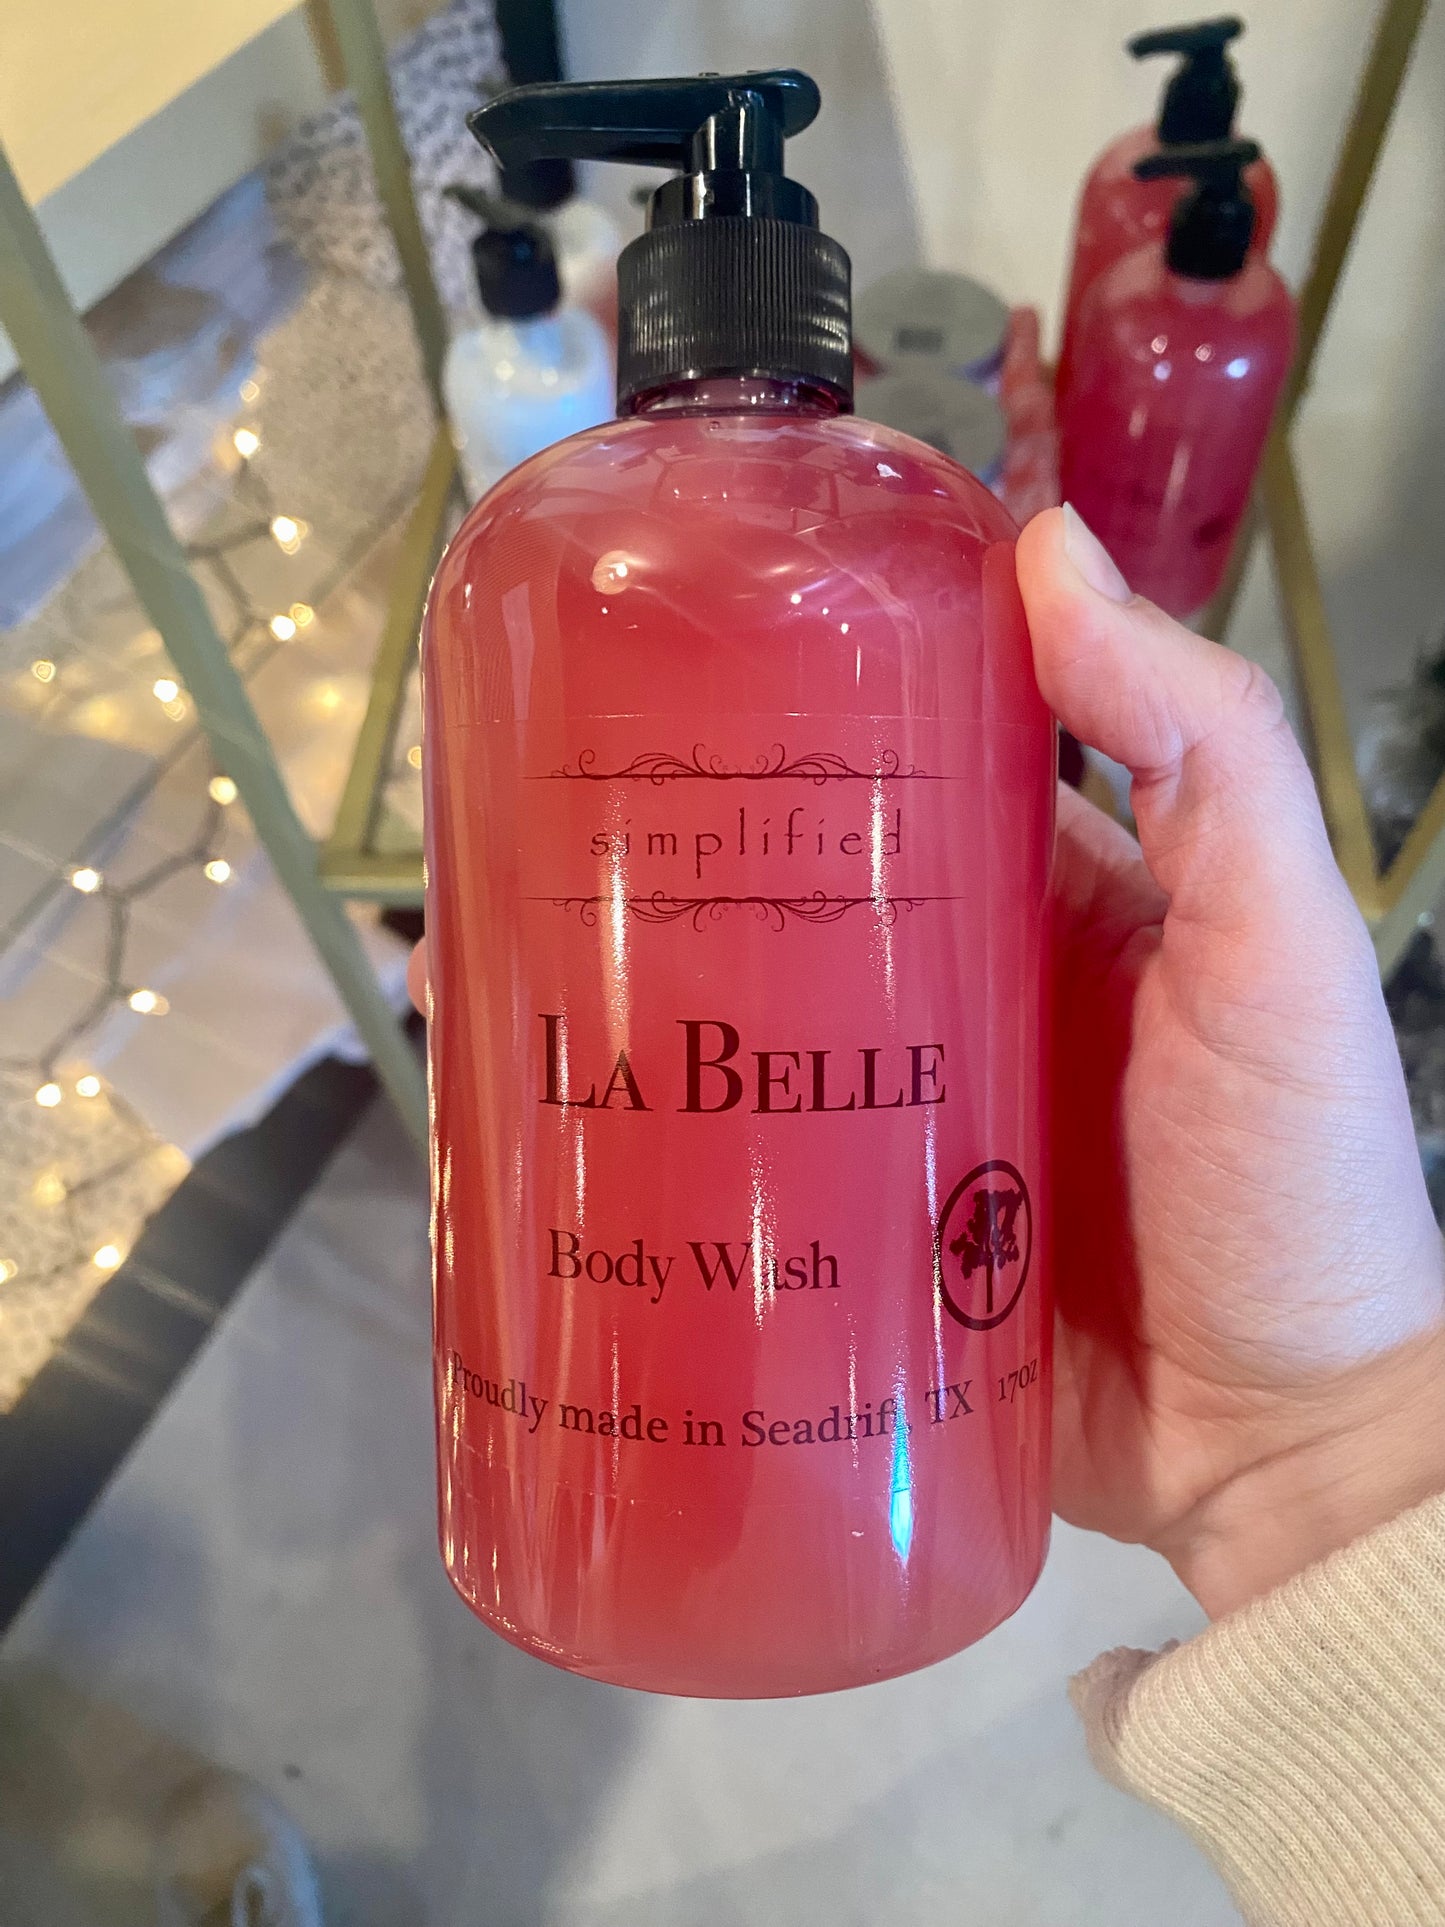 simplified
La Belle
Body Wash
Proudly made in Seadrift, TX 17oz